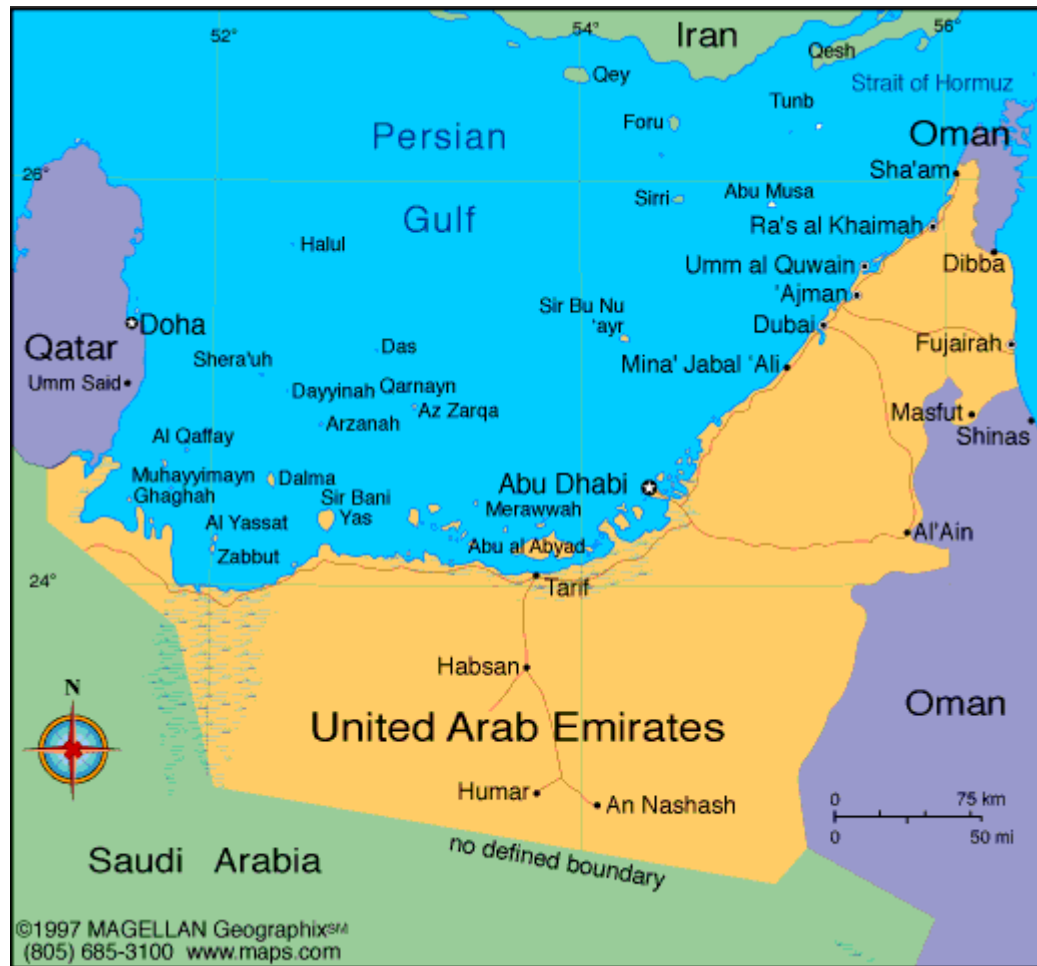 52°
54°
56°
Iran
Qesh
Qey
Strait of Hormuz
Tunb
Foru
Persian
Oman
26°
Sha'am
Sirri
Abu Musa
Gulf
Ra's al Khaimah
Halul
Umm al Quwain
Dibba
'Ajman
Sir Bu Nu
'ayr
Doha
Dubai
Qatar
Das
Fujairah
Shera'uh
Mina' Jabal 'Ali
Umm Said
Dayyinah
Qarnayn
Az Zarqa
Masfut
Arzanah
Shinas
Al Qaffay
Muhayyimayn
Dalma
Abu Dhabi
Ghaghah
Sir Bani
Yas
Merawwah
Al Yassat
Al'Ain
Zabbut
Abu al Abyad
24°
Tarif
Habsan
N
Oman
United Arab Emirates
Humar
An Nashash
0 75 km
0 50 mi
no defined boundary
Saudi Arabia
©1997 MAGELLAN Geographix℠
(805) 685-3100 www.maps.com